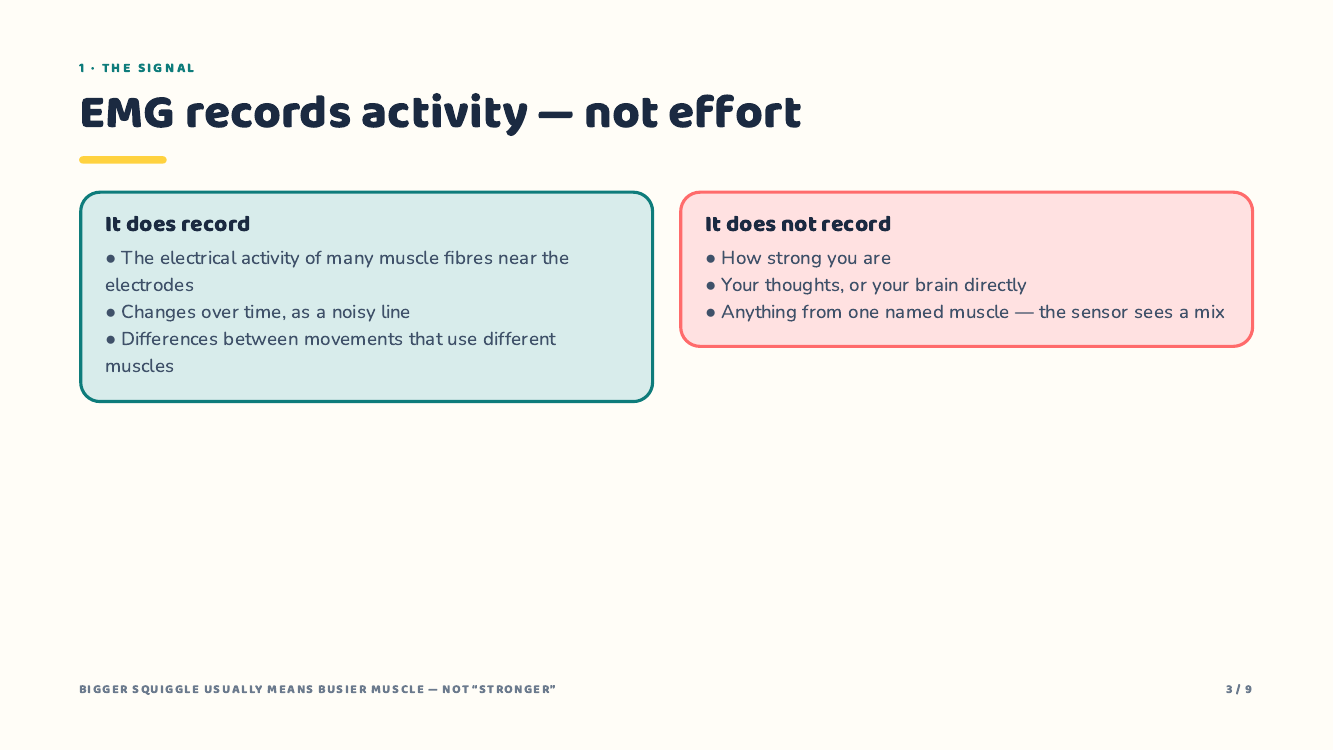 1 · THE SIGNAL
EMG records activity — not effort
It does record
● The electrical activity of many muscle fibres near the
electrodes
● Changes over time, as a noisy line
● Differences between movements that use different
muscles
It does not record
● How strong you are
● Your thoughts, or your brain directly
● Anything from one named muscle — the sensor sees a mix
BIGGER SQUIGGLE USUALLY MEANS BUSIER MUSCLE — NOT "STRONGER"
3 / 9